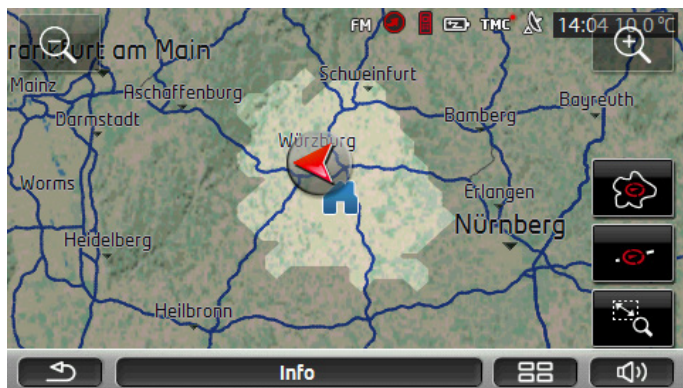 FM TMC 14:04 10.0 °C
rankfurt am Main
Mainz
Aschaffenburg
Schweinfurt
Darmstadt
Bamberg
Bayreuth
Würzburg
Worms
Erlangen
Nürnberg
Heidelberg
Heilbronn
Info